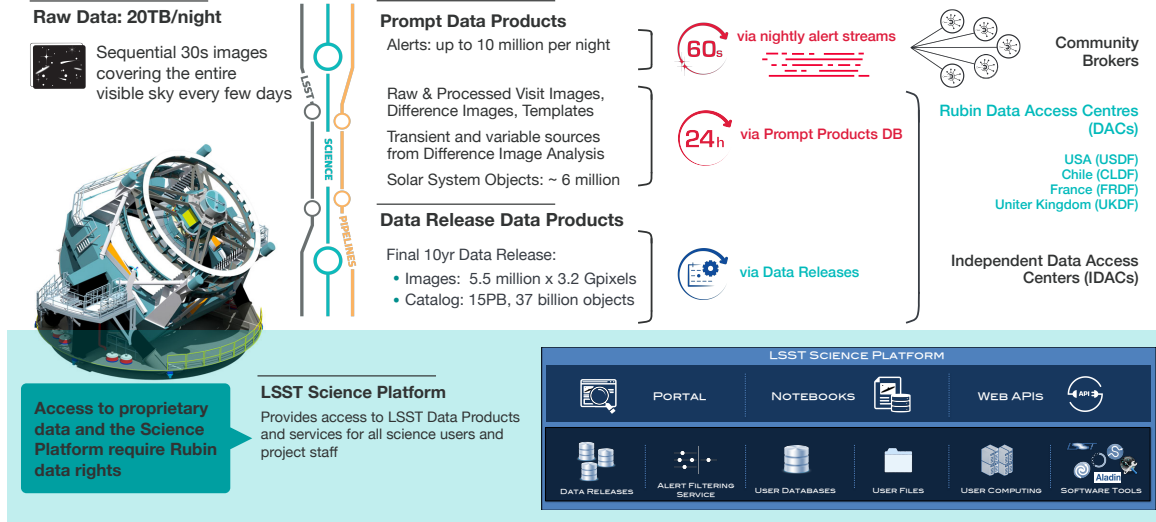 Raw Data: 20TB/night
Sequential 30s images
covering the entire
visible sky every few days
LSST
SCIENCE
PIPELINES
Prompt Data Products
Alerts: up to 10 million per night
Raw & Processed Visit Images,
Difference Images, Templates
Transient and variable sources
from Difference Image Analysis
Solar System Objects: ~ 6 million
Data Release Data Products
Final 10yr Data Release:
• Images: 5.5 million x 3.2 Gpixels
• Catalog: 15PB, 37 billion objects
60s
via nightly alert streams
24h
via Prompt Products DB
via Data Releases
Community
Brokers
Rubin Data Access Centres
(DACs)
USA (USDF)
Chile (CLDF)
France (FRDF)
Uniter Kingdom (UKDF)
Independent Data Access
Centers (IDACs)
Access to proprietary
data and the Science
Platform require Rubin
data rights
LSST Science Platform
Provides access to LSST Data Products
and services for all science users and
project staff
LSST SCIENCE PLATFORM
PORTAL
NOTEBOOKS
WEB APIS
API
DATA RELEASES
ALERT FILTERING
SERVICE
USER DATABASES
USER FILES
USER COMPUTING
Aladin
SOFTWARE TOOLS